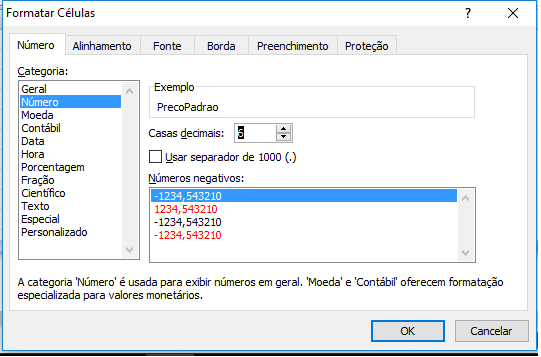 Formatar Células
Número Alinhamento Fonte Borda Preenchimento Proteção
Categoria:
Geral
Número
Moeda
Contábil
Data
Hora
Porcentagem
Fração
Científico
Texto
Especial
Personalizado
Exemplo
PrecoPadrao
Casas decimais: 6
Usar separador de 1000 (.)
Números negativos:
-1234,543210
1234,543210
-1234,543210
-1234,543210
A categoria 'Número' é usada para exibir números em geral. 'Moeda' e 'Contábil' oferecem formatação
especializada para valores monetários.
OK Cancelar